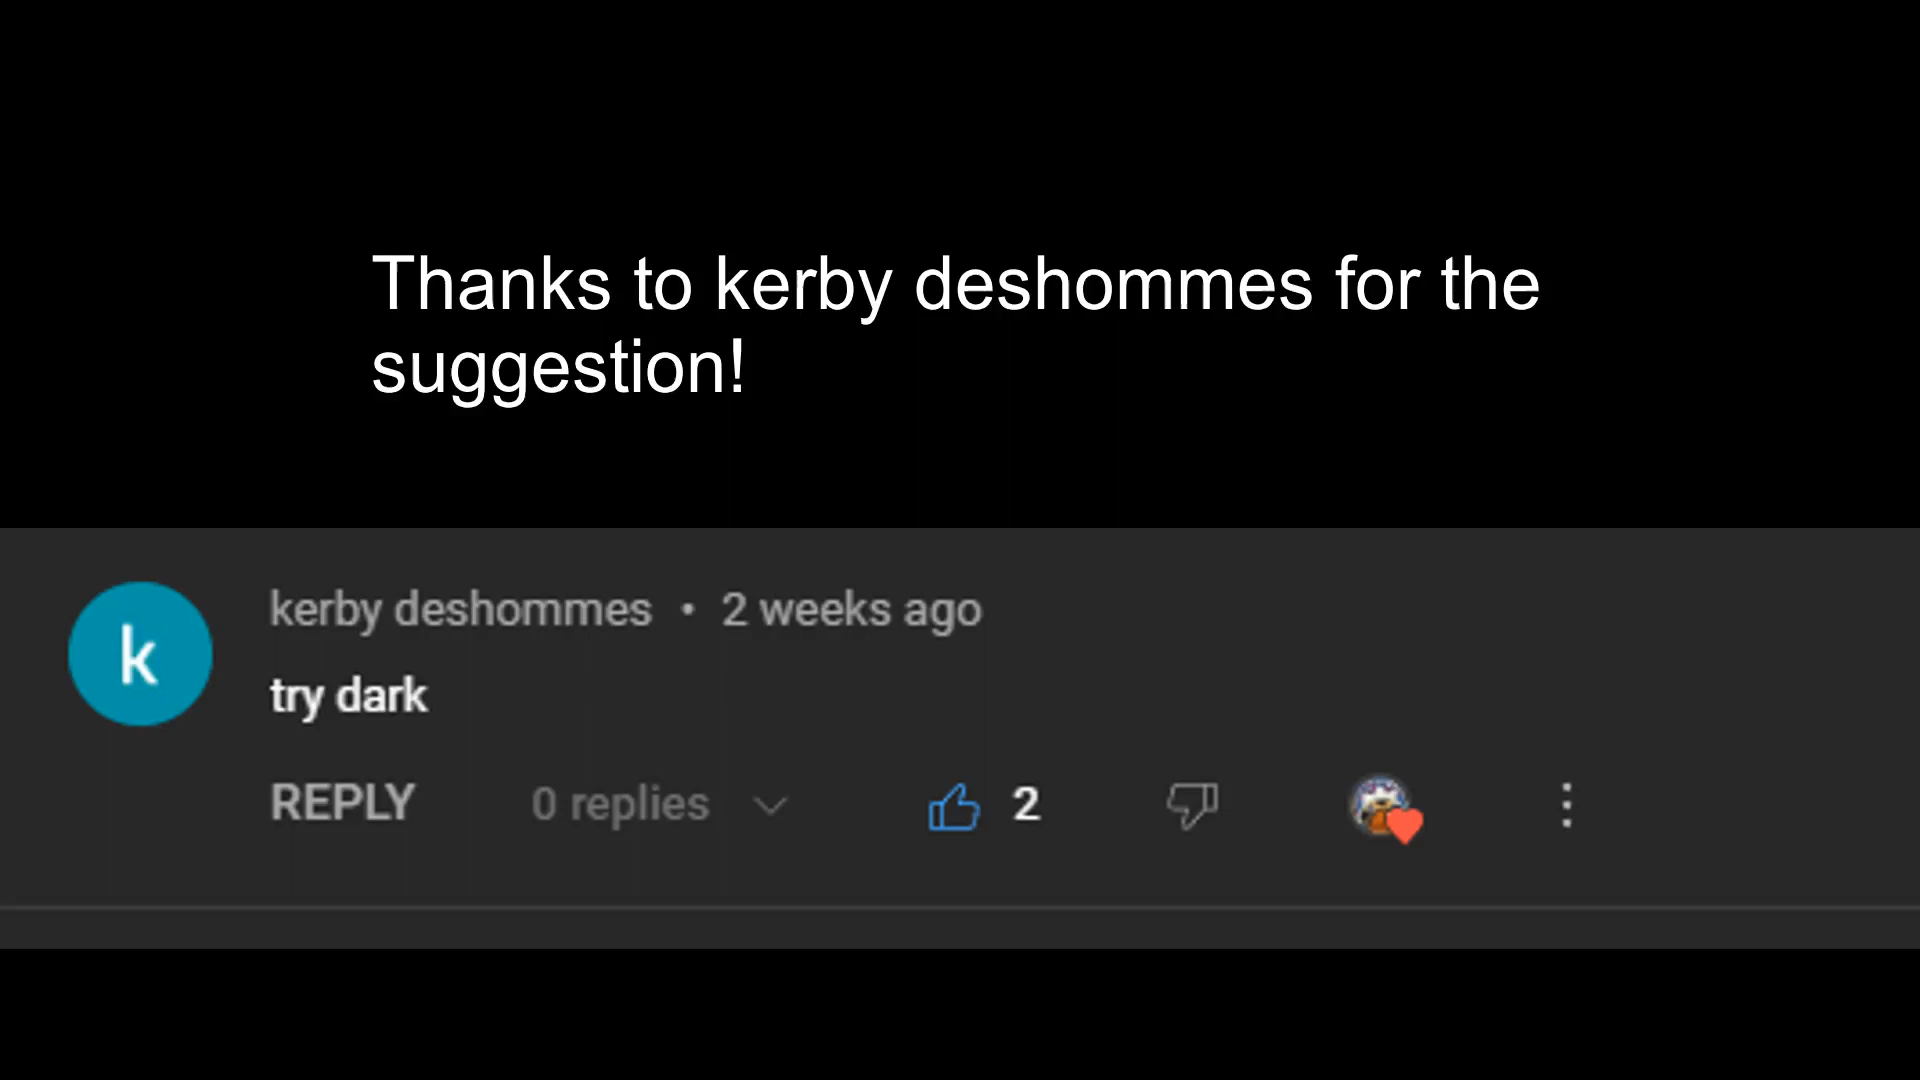 Thanks to kerby deshommes for the
suggestion!
k
kerby deshommes • 2 weeks ago
try dark
REPLY 0 replies 2